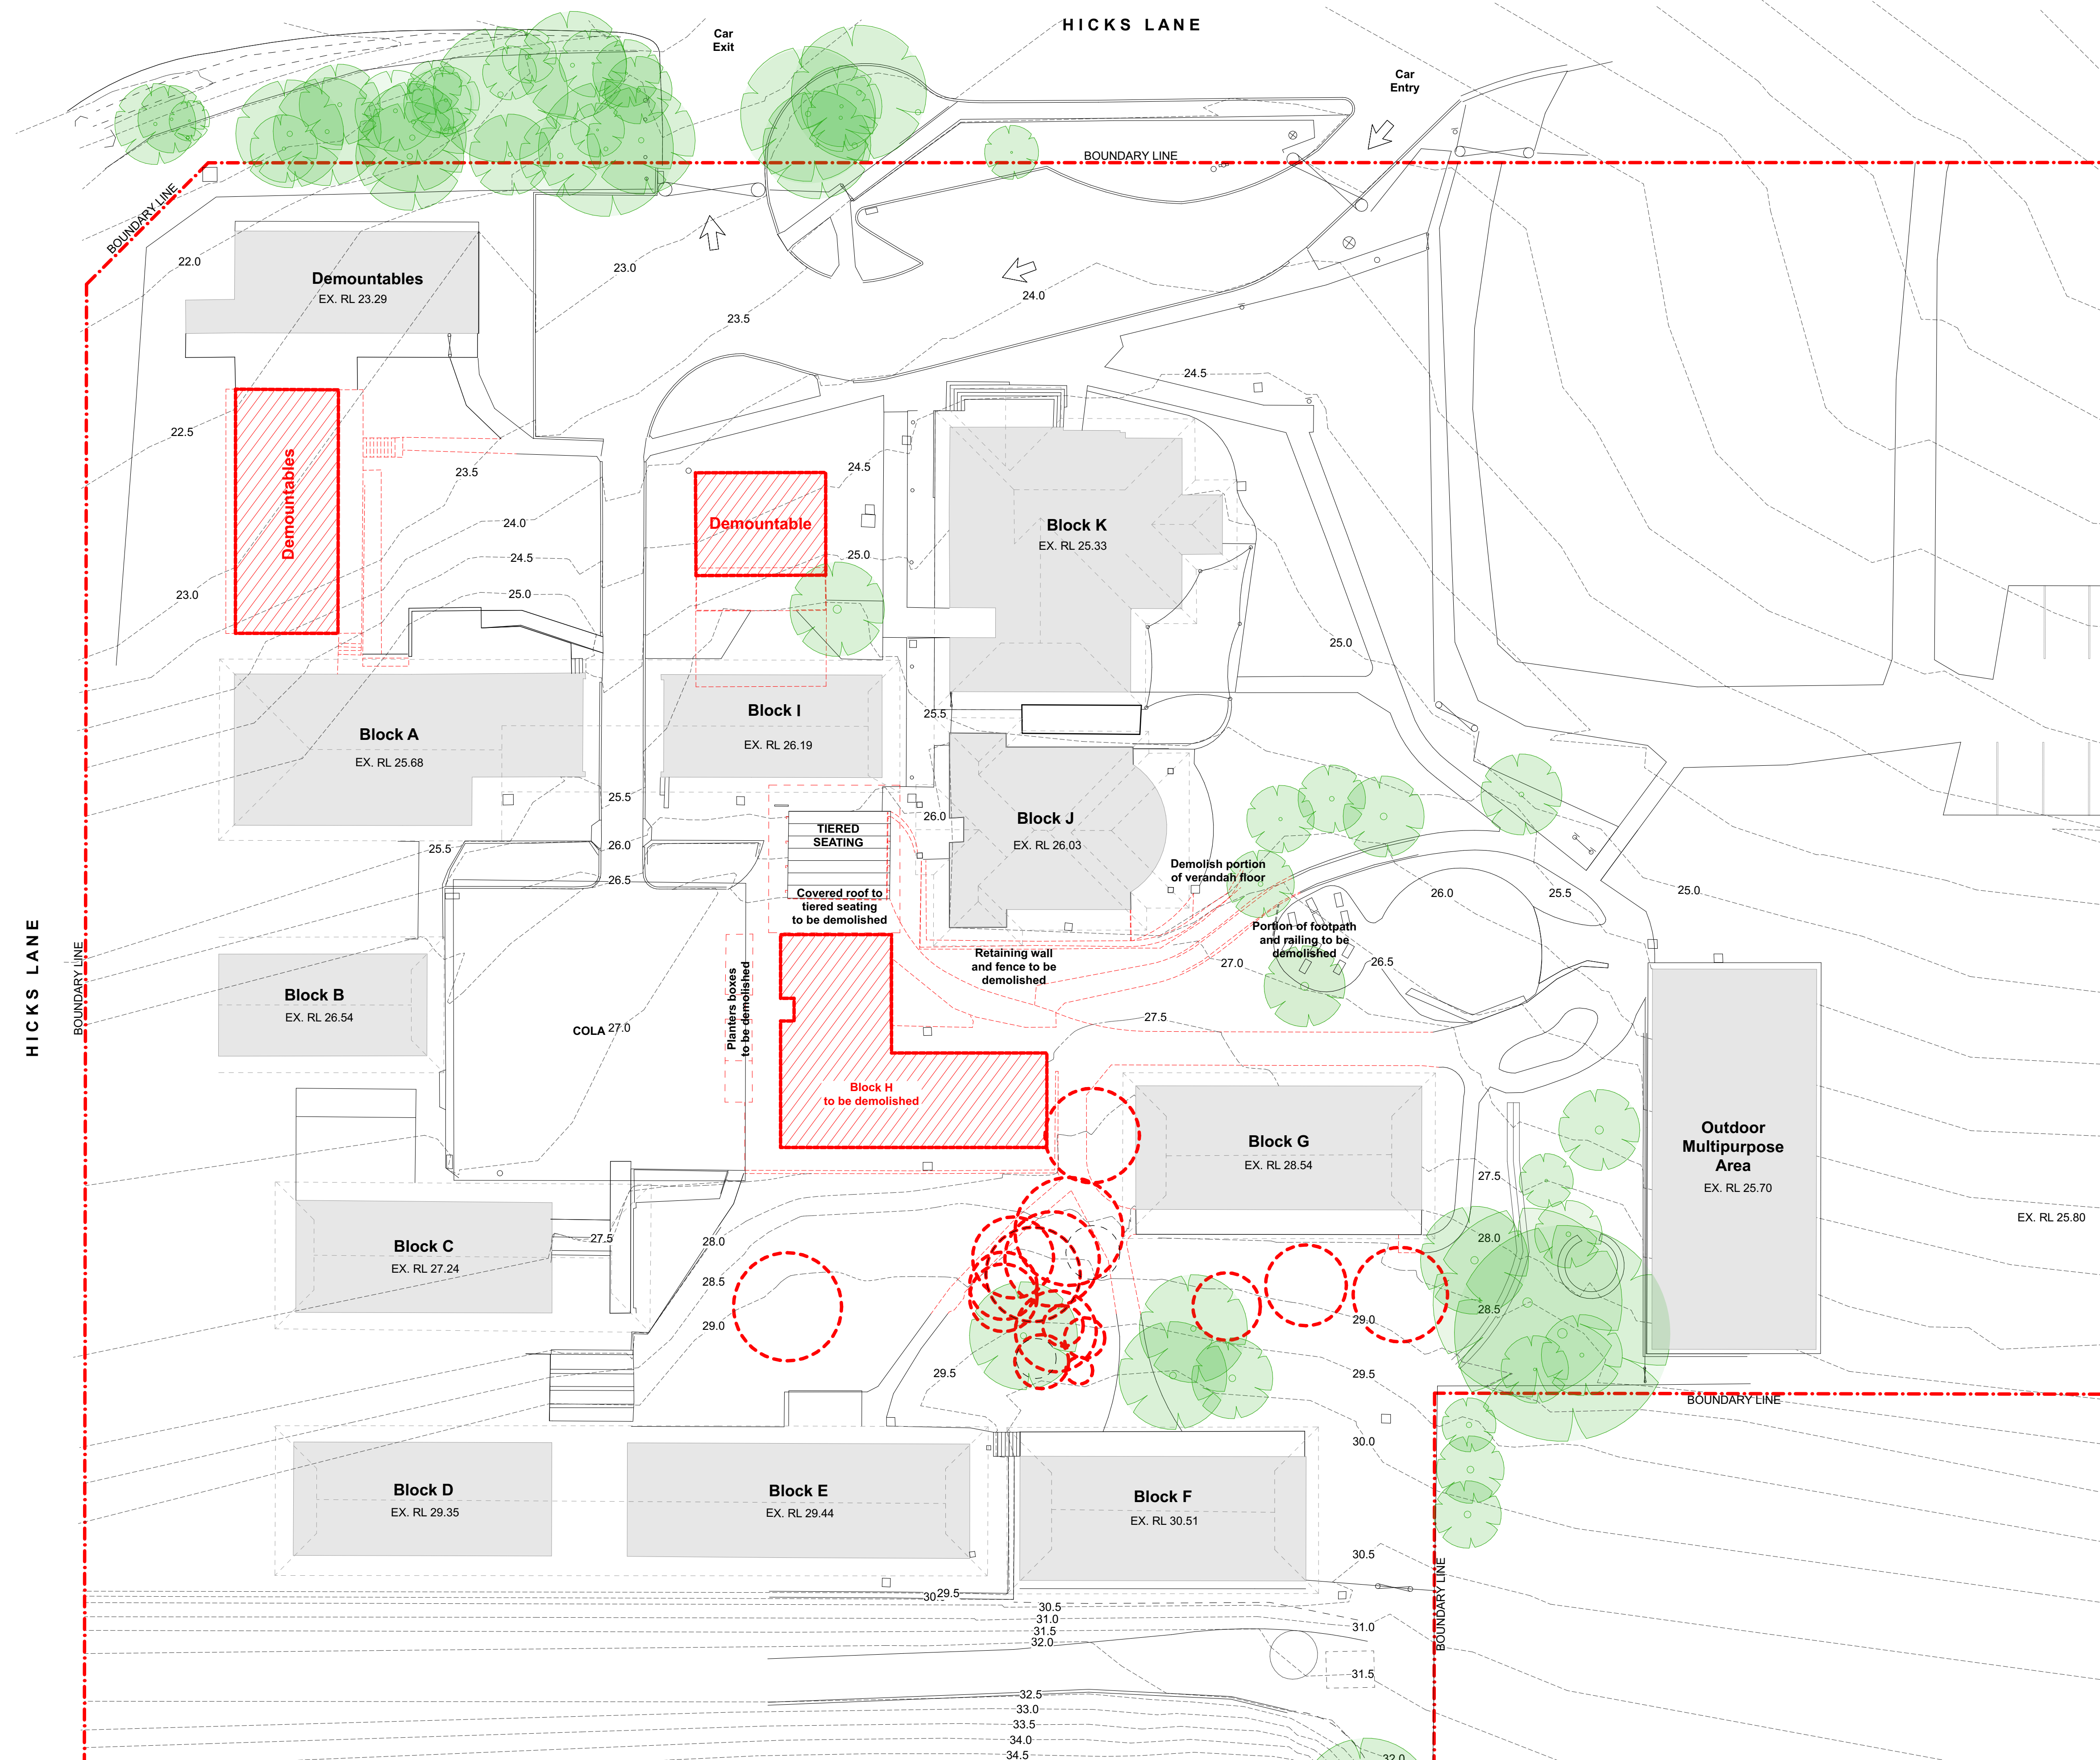 HICKS LANE
Car
Exit
Car
Entry
BOUNDARY LINE
BOUNDARY LINE
22.0
23.0
24.0
Demountables
EX. RL 23.29
23.5
24.5
22.5
Demountables
23.5
24.5
24.0
Demountable
Block K
EX. RL 25.33
24.5
25.0
23.0
25.0
25.0
Block A
EX. RL 25.68
Block I
EX. RL 26.19
25.5
25.5
26.0
TIERED
SEATING
Block J
EX. RL 26.03
25.5
26.0
26.5
Demolish portion
of verandah floor
Covered roof to
tiered seating
to be demolished
26.0
25.5
25.0
Portion of footpath
and railing to be
demolished
Retaining wall
and fence to be
demolished
27.0
26.5
HICKS LANE
BOUNDARY LINE
Block B
EX. RL 26.54
COLA
27.0
Planters boxes
to be demolished
27.5
Block H
to be demolished
Block G
EX. RL 28.54
Outdoor
Multipurpose
Area
EX. RL 25.70
27.5
EX. RL 25.80
Block C
EX. RL 27.24
27.5
28.0
28.0
28.5
28.5
29.0
29.0
29.5
29.5
BOUNDARY LINE
30.0
Block D
EX. RL 29.35
Block E
EX. RL 29.44
Block F
EX. RL 30.51
30.5
BOUNDARY LINE
29.5
30.5
31.0
31.5
32.0
31.0
31.5
32.5
33.0
33.5
34.0
34.5
32.0